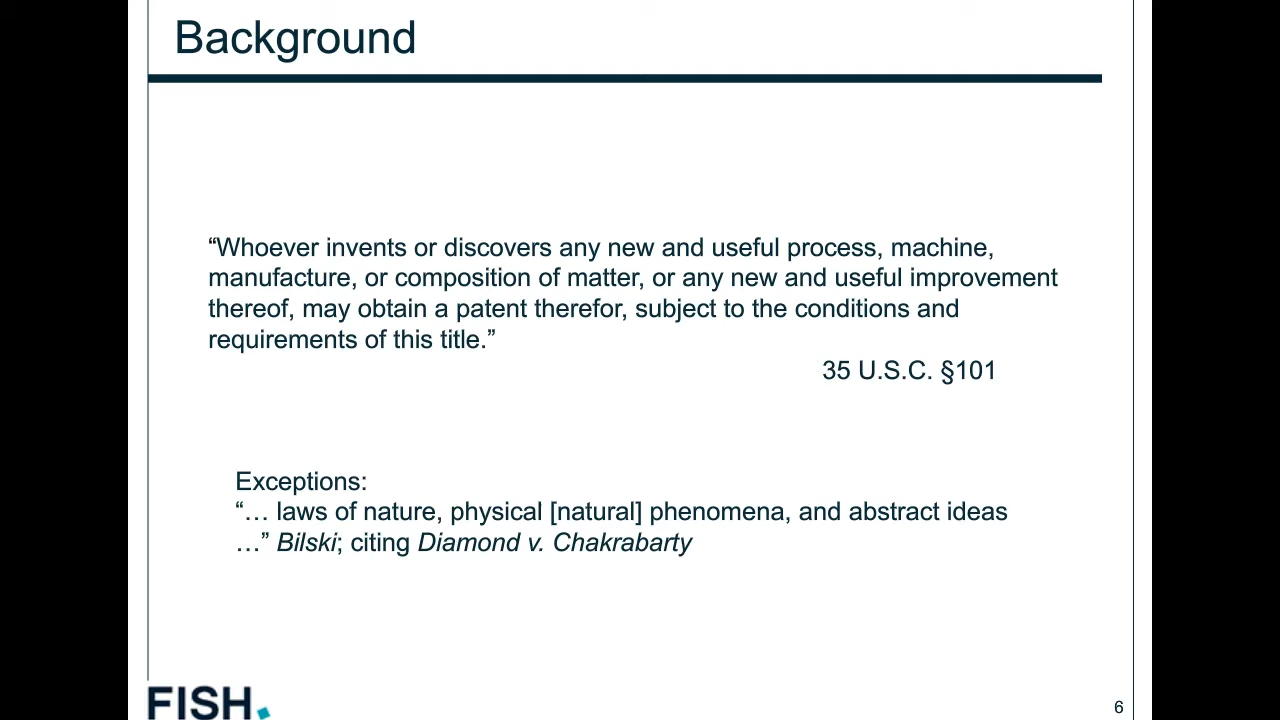 Background
“Whoever invents or discovers any new and useful process, machine,
manufacture, or composition of matter, or any new and useful improvement
thereof, may obtain a patent therefor, subject to the conditions and
requirements of this title.”
35 U.S.C. §101
Exceptions:
“… laws of nature, physical [natural] phenomena, and abstract ideas
…” Bilski; citing Diamond v. Chakrabarty
FISH.
6